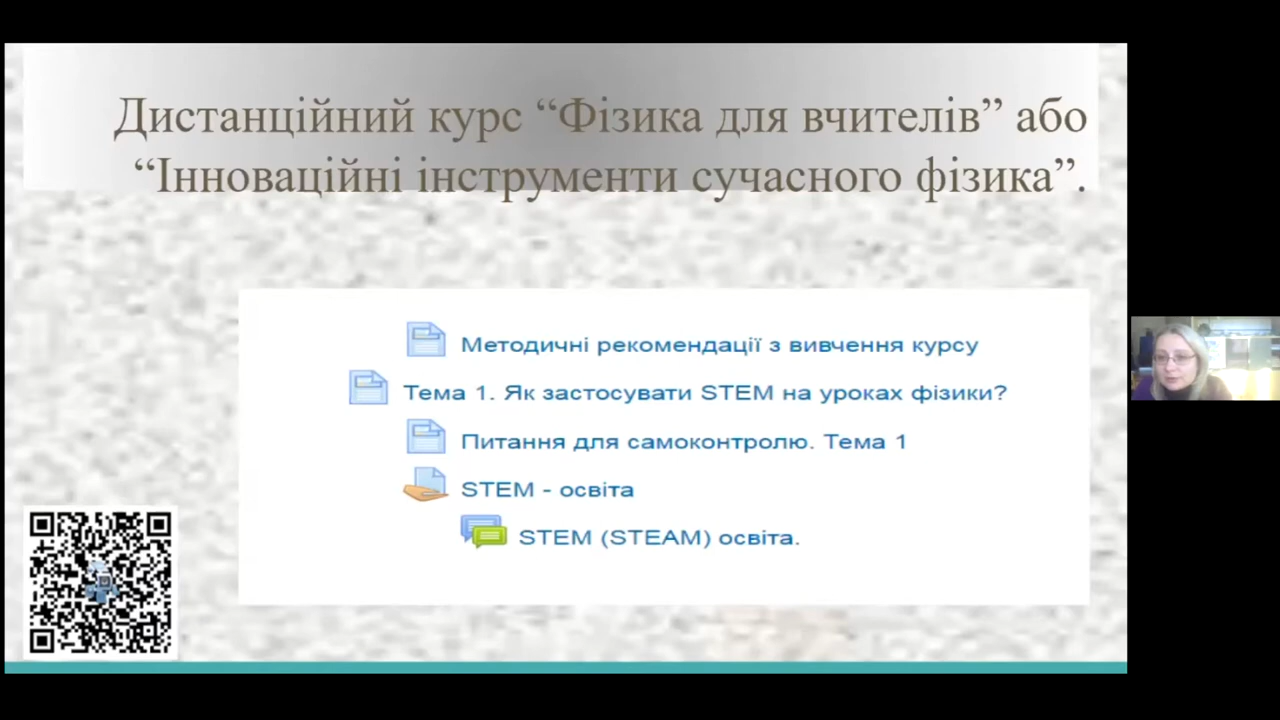 Дистанційний курс “Фізика для вчителів” або
“Інноваційні інструменти сучасного фізика”.
Методичні рекомендації з вивчення курсу
Тема 1. Як застосувати STEM на уроках фізики?
Питання для самоконтролю. Тема 1
STEM - освіта
STEM (STEAM) освіта.